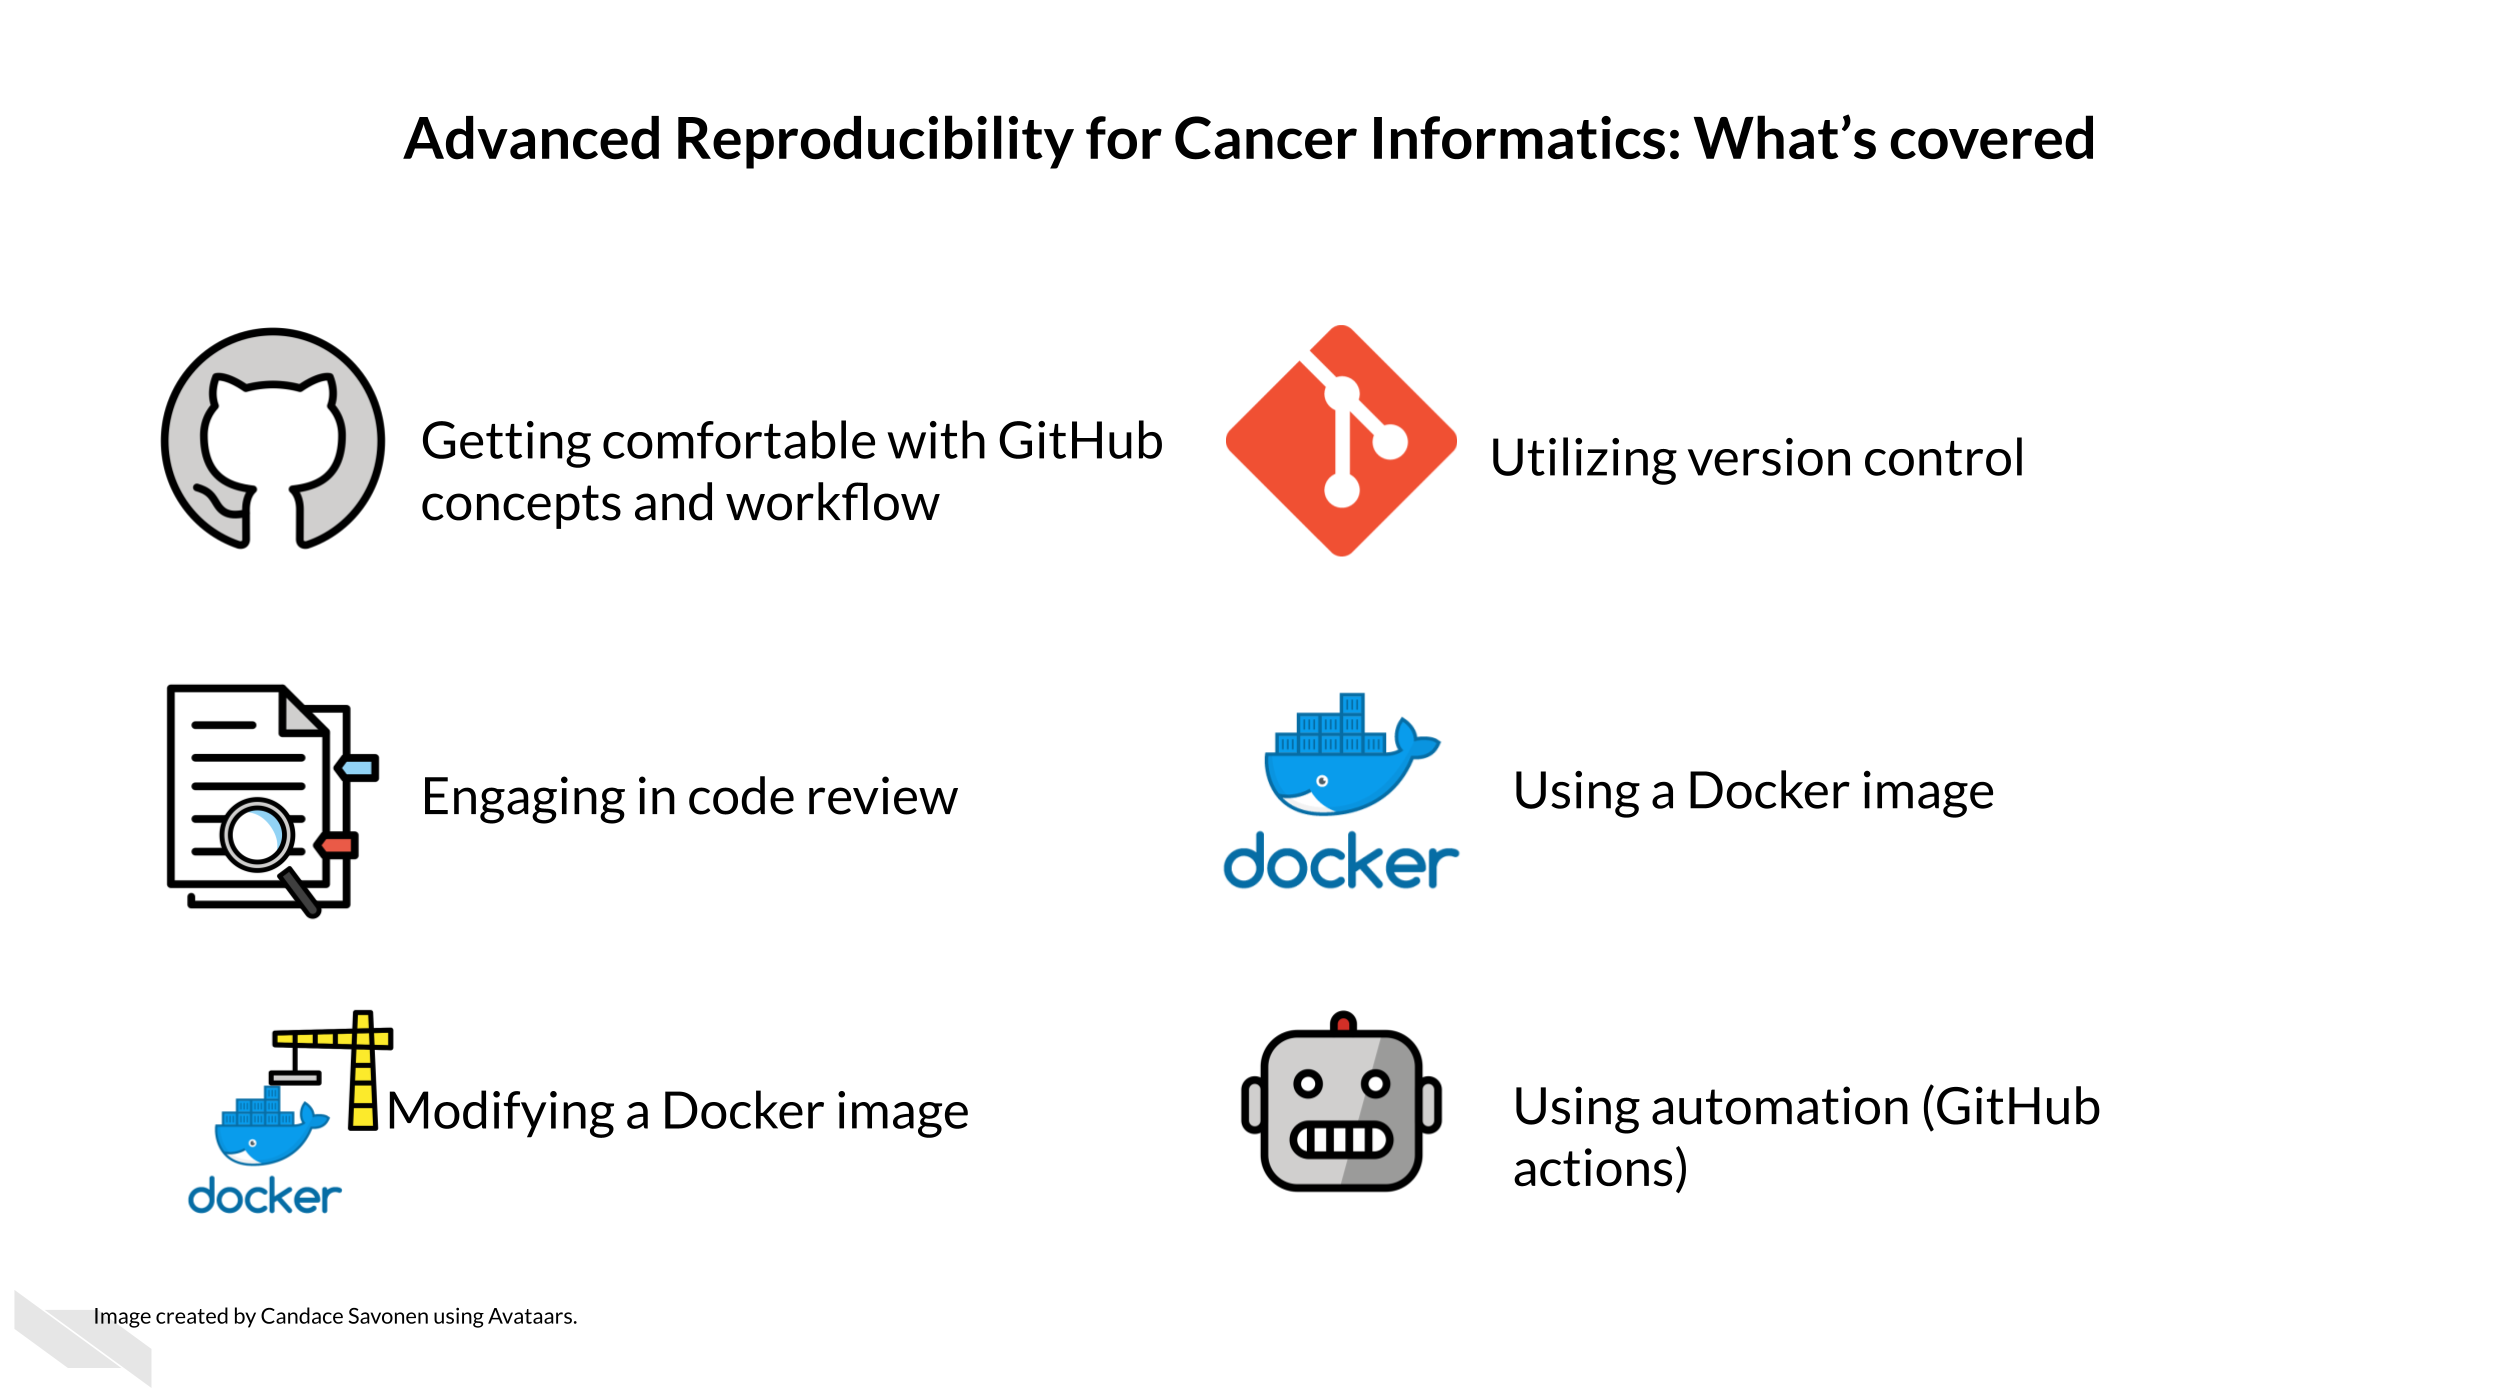 Advanced Reproducibility for Cancer Informatics: What’s covered
Getting comfortable with GitHub
concepts and workflow
Utilizing version control
Engaging in code review
docker
Using a Docker image
docker
Modifying a Docker image
Using automation (GitHub
actions)
Image created by Candace Savonen using Avataars.